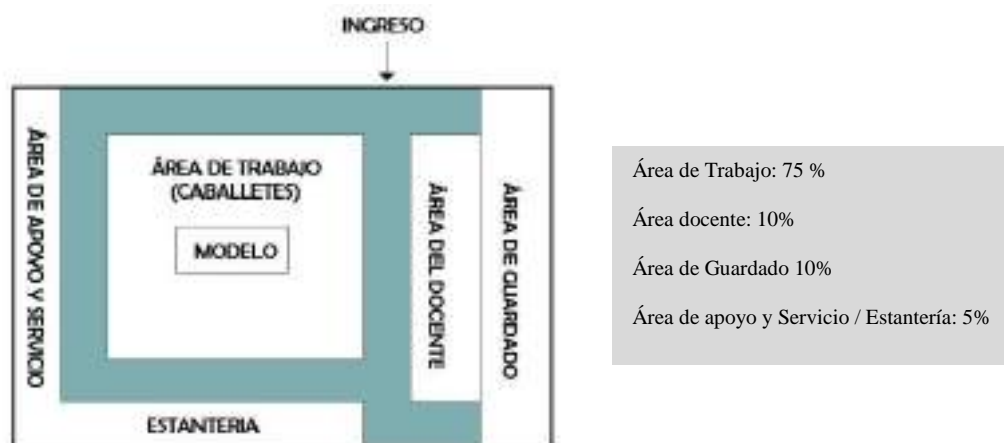 INGRESO
ÁREA DE APOYO Y SERVICIO
ÁREA DE TRABAJO
(CABALLETES)
MODELO
ÁREA DEL DOCENTE
ÁREA DE GUARDADO
ESTANTERIA
Área de Trabajo: 75 %
Área docente: 10%
Área de Guardado 10%
Área de apoyo y Servicio / Estantería: 5%